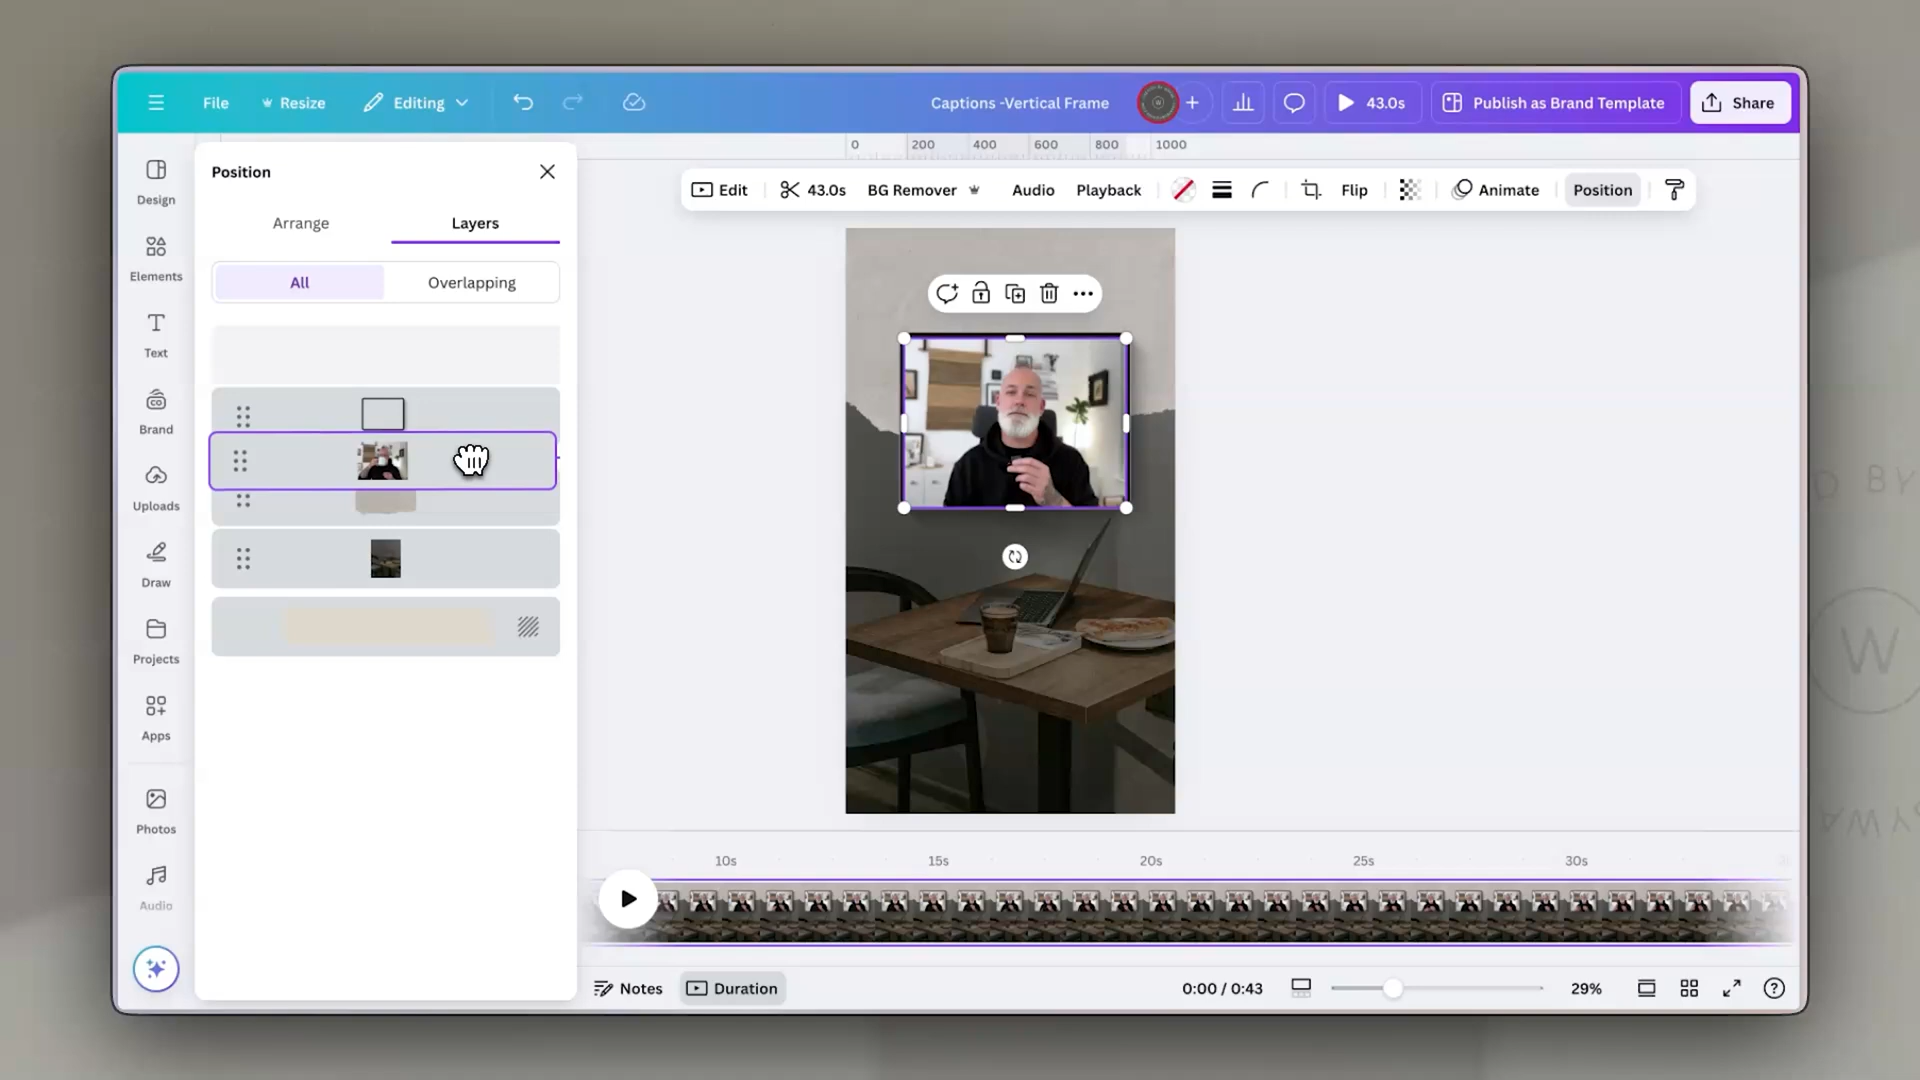 File
Resize
Editing
Captions -Vertical Frame
43.0s
Publish as Brand Template
Share
0 200 400 600 800 1000
Design
Elements
Text
Brand
Uploads
Draw
Projects
Apps
Photos
Audio
Position
Arrange
Layers
All
Overlapping
Edit
43.0s
BG Remover
Audio
Playback
Flip
Animate
Position
10s 15s 20s 25s 30s
Notes
Duration
0:00 / 0:43
29%
D BY
W